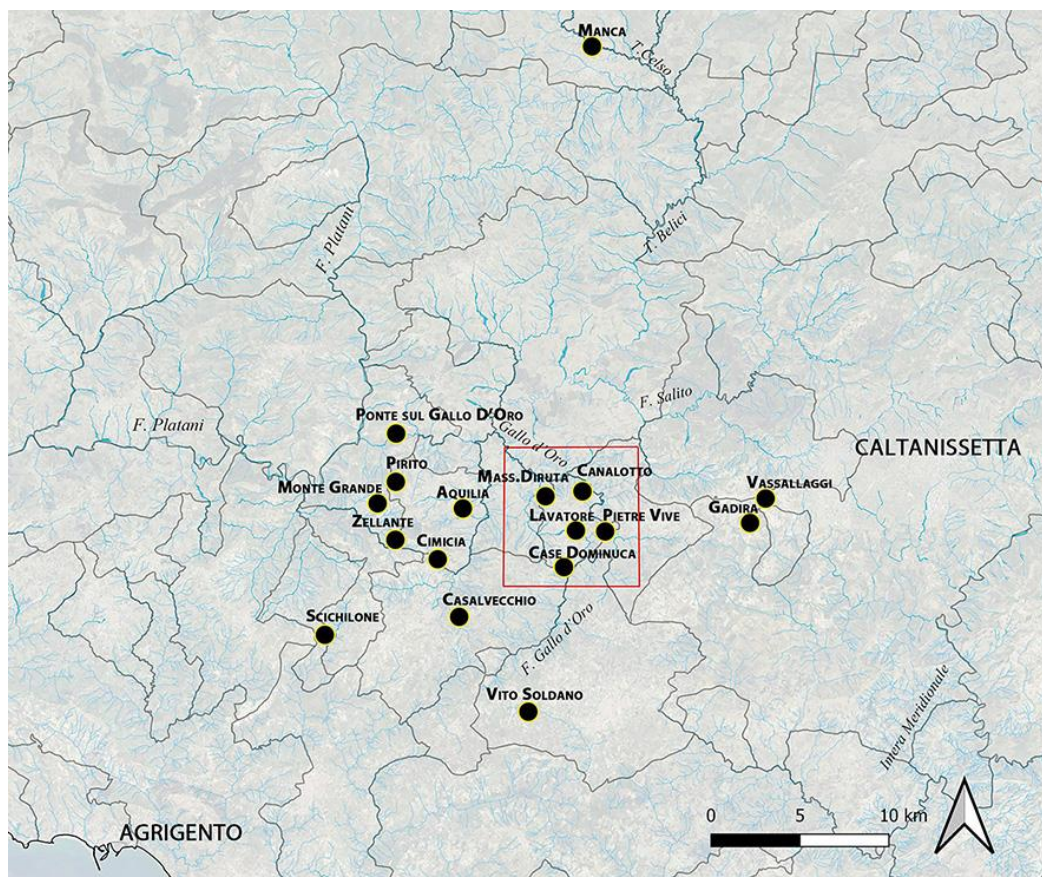 MANCA
T. Celso
F. Platani
T. Belici
F. Salito
PONTE SUL GALLO D'ORO
F. Platani
Gallo d'Oro
CALTANISSETTA
PIRITO
MASS.DIRUTA
CANALOTTO
VASSALLAGGI
MONTE GRANDE
AQUILIA
GADIRA
LAVATORE
PIETRE VIVE
ZELLANTE
CIMICIA
CASE DOMINUCA
CASALVECCHIO
SCICHILONE
F. Gallo d'Oro
VITO SOLDANO
Imera Meridionale
0 5 10 km
AGRIGENTO